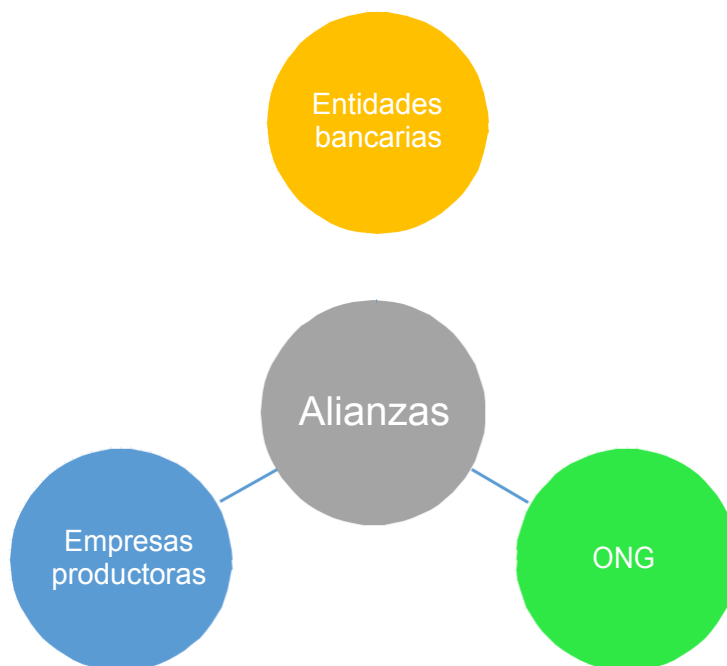 Entidades
bancarias
Alianzas
Empresas
productoras
ONG